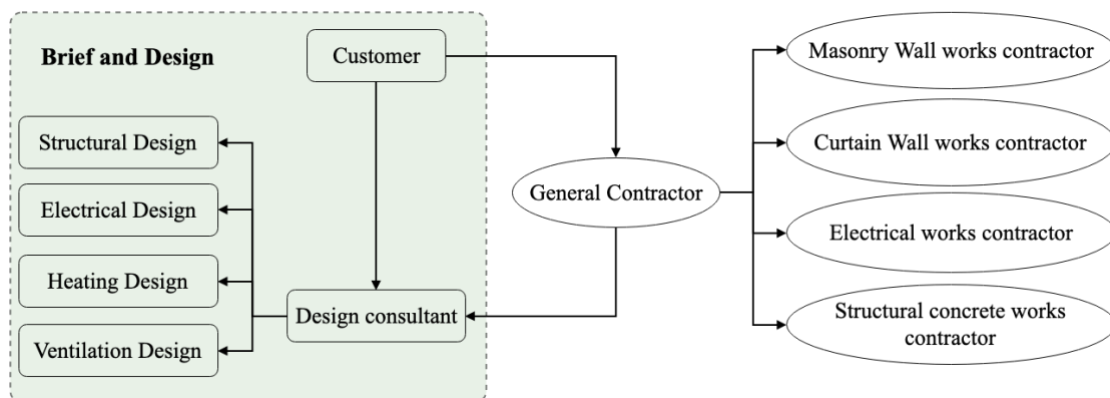 Brief and Design
Customer
Structural Design
Electrical Design
Heating Design
Ventilation Design
Design consultant
General Contractor
Masonry Wall works contractor
Curtain Wall works contractor
Electrical works contractor
Structural concrete works
contractor